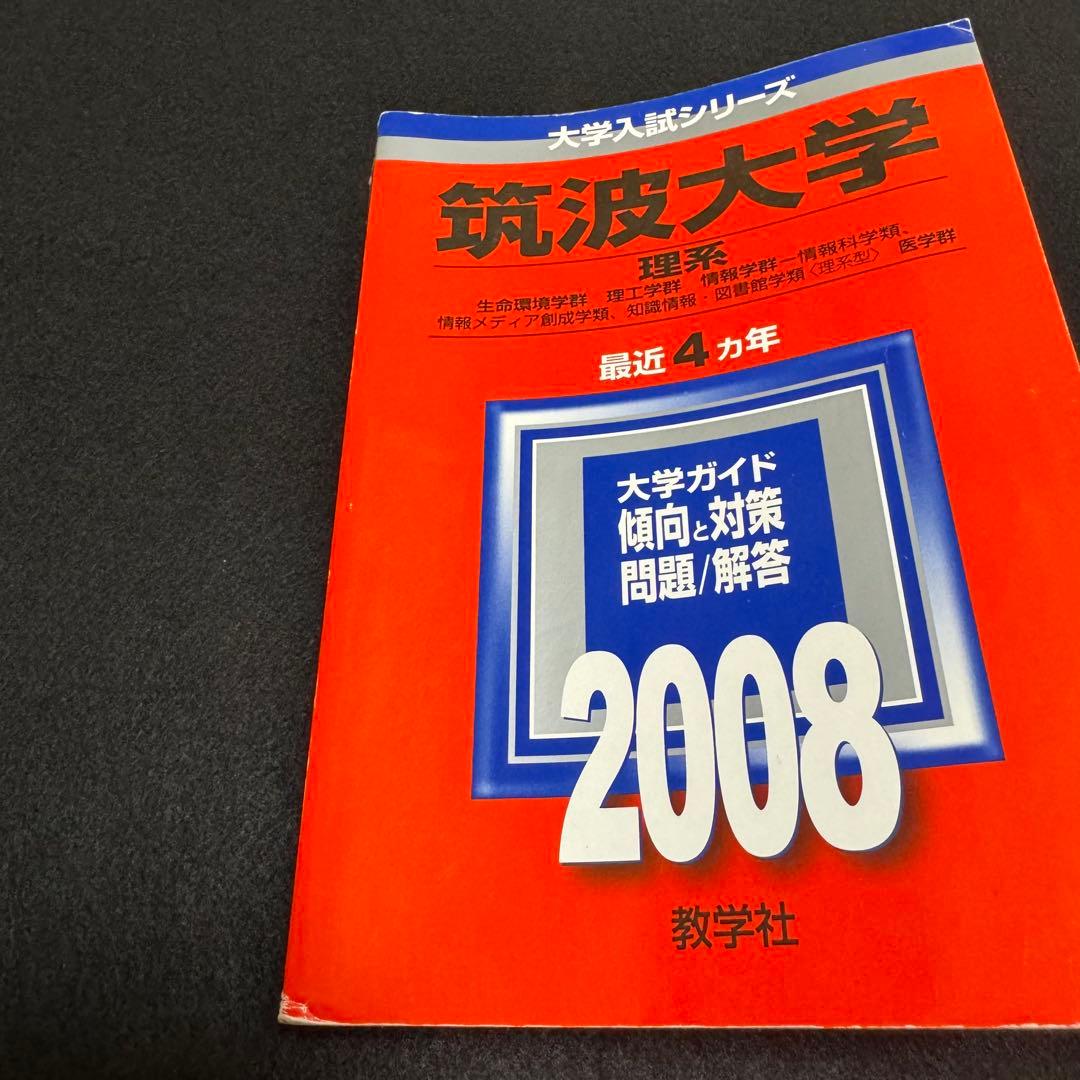 大学入試シリーズ
筑波大学
理系
生命環境学群 理工学群 情報学群―情報科学類、
情報メディア創成学類、知識情報・図書館学類〈理系型〉 医学群
最近4カ年
大学ガイド
傾向と対策
問題/解答
2008
教学社